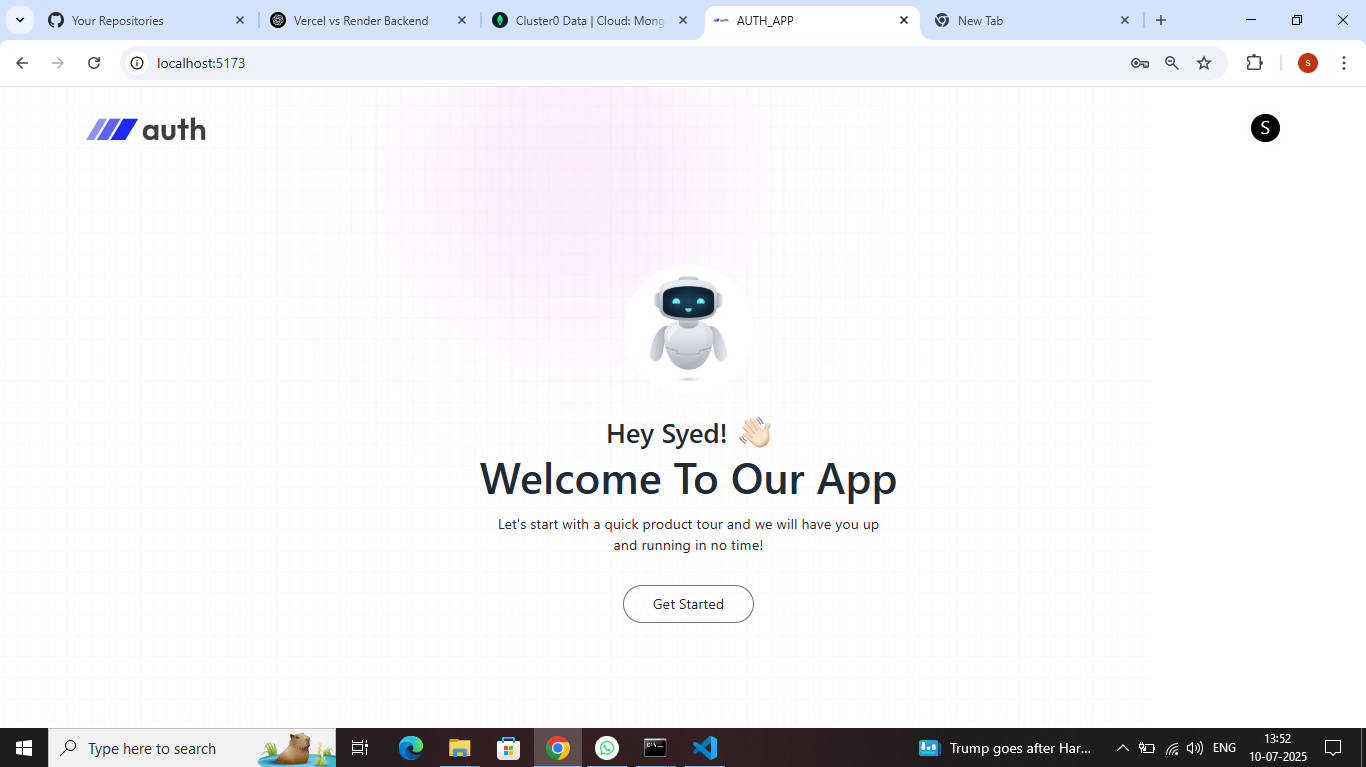 Your Repositories
Vercel vs Render Backend
Cluster0 Data | Cloud: Mong
AUTH_APP
New Tab
localhost:5173
s
auth
S
Hey Syed! 👋🏻
Welcome To Our App
Let's start with a quick product tour and we will have you up
and running in no time!
Get Started
Type here to search
Trump goes after Har...
ENG
13:52
10-07-2025